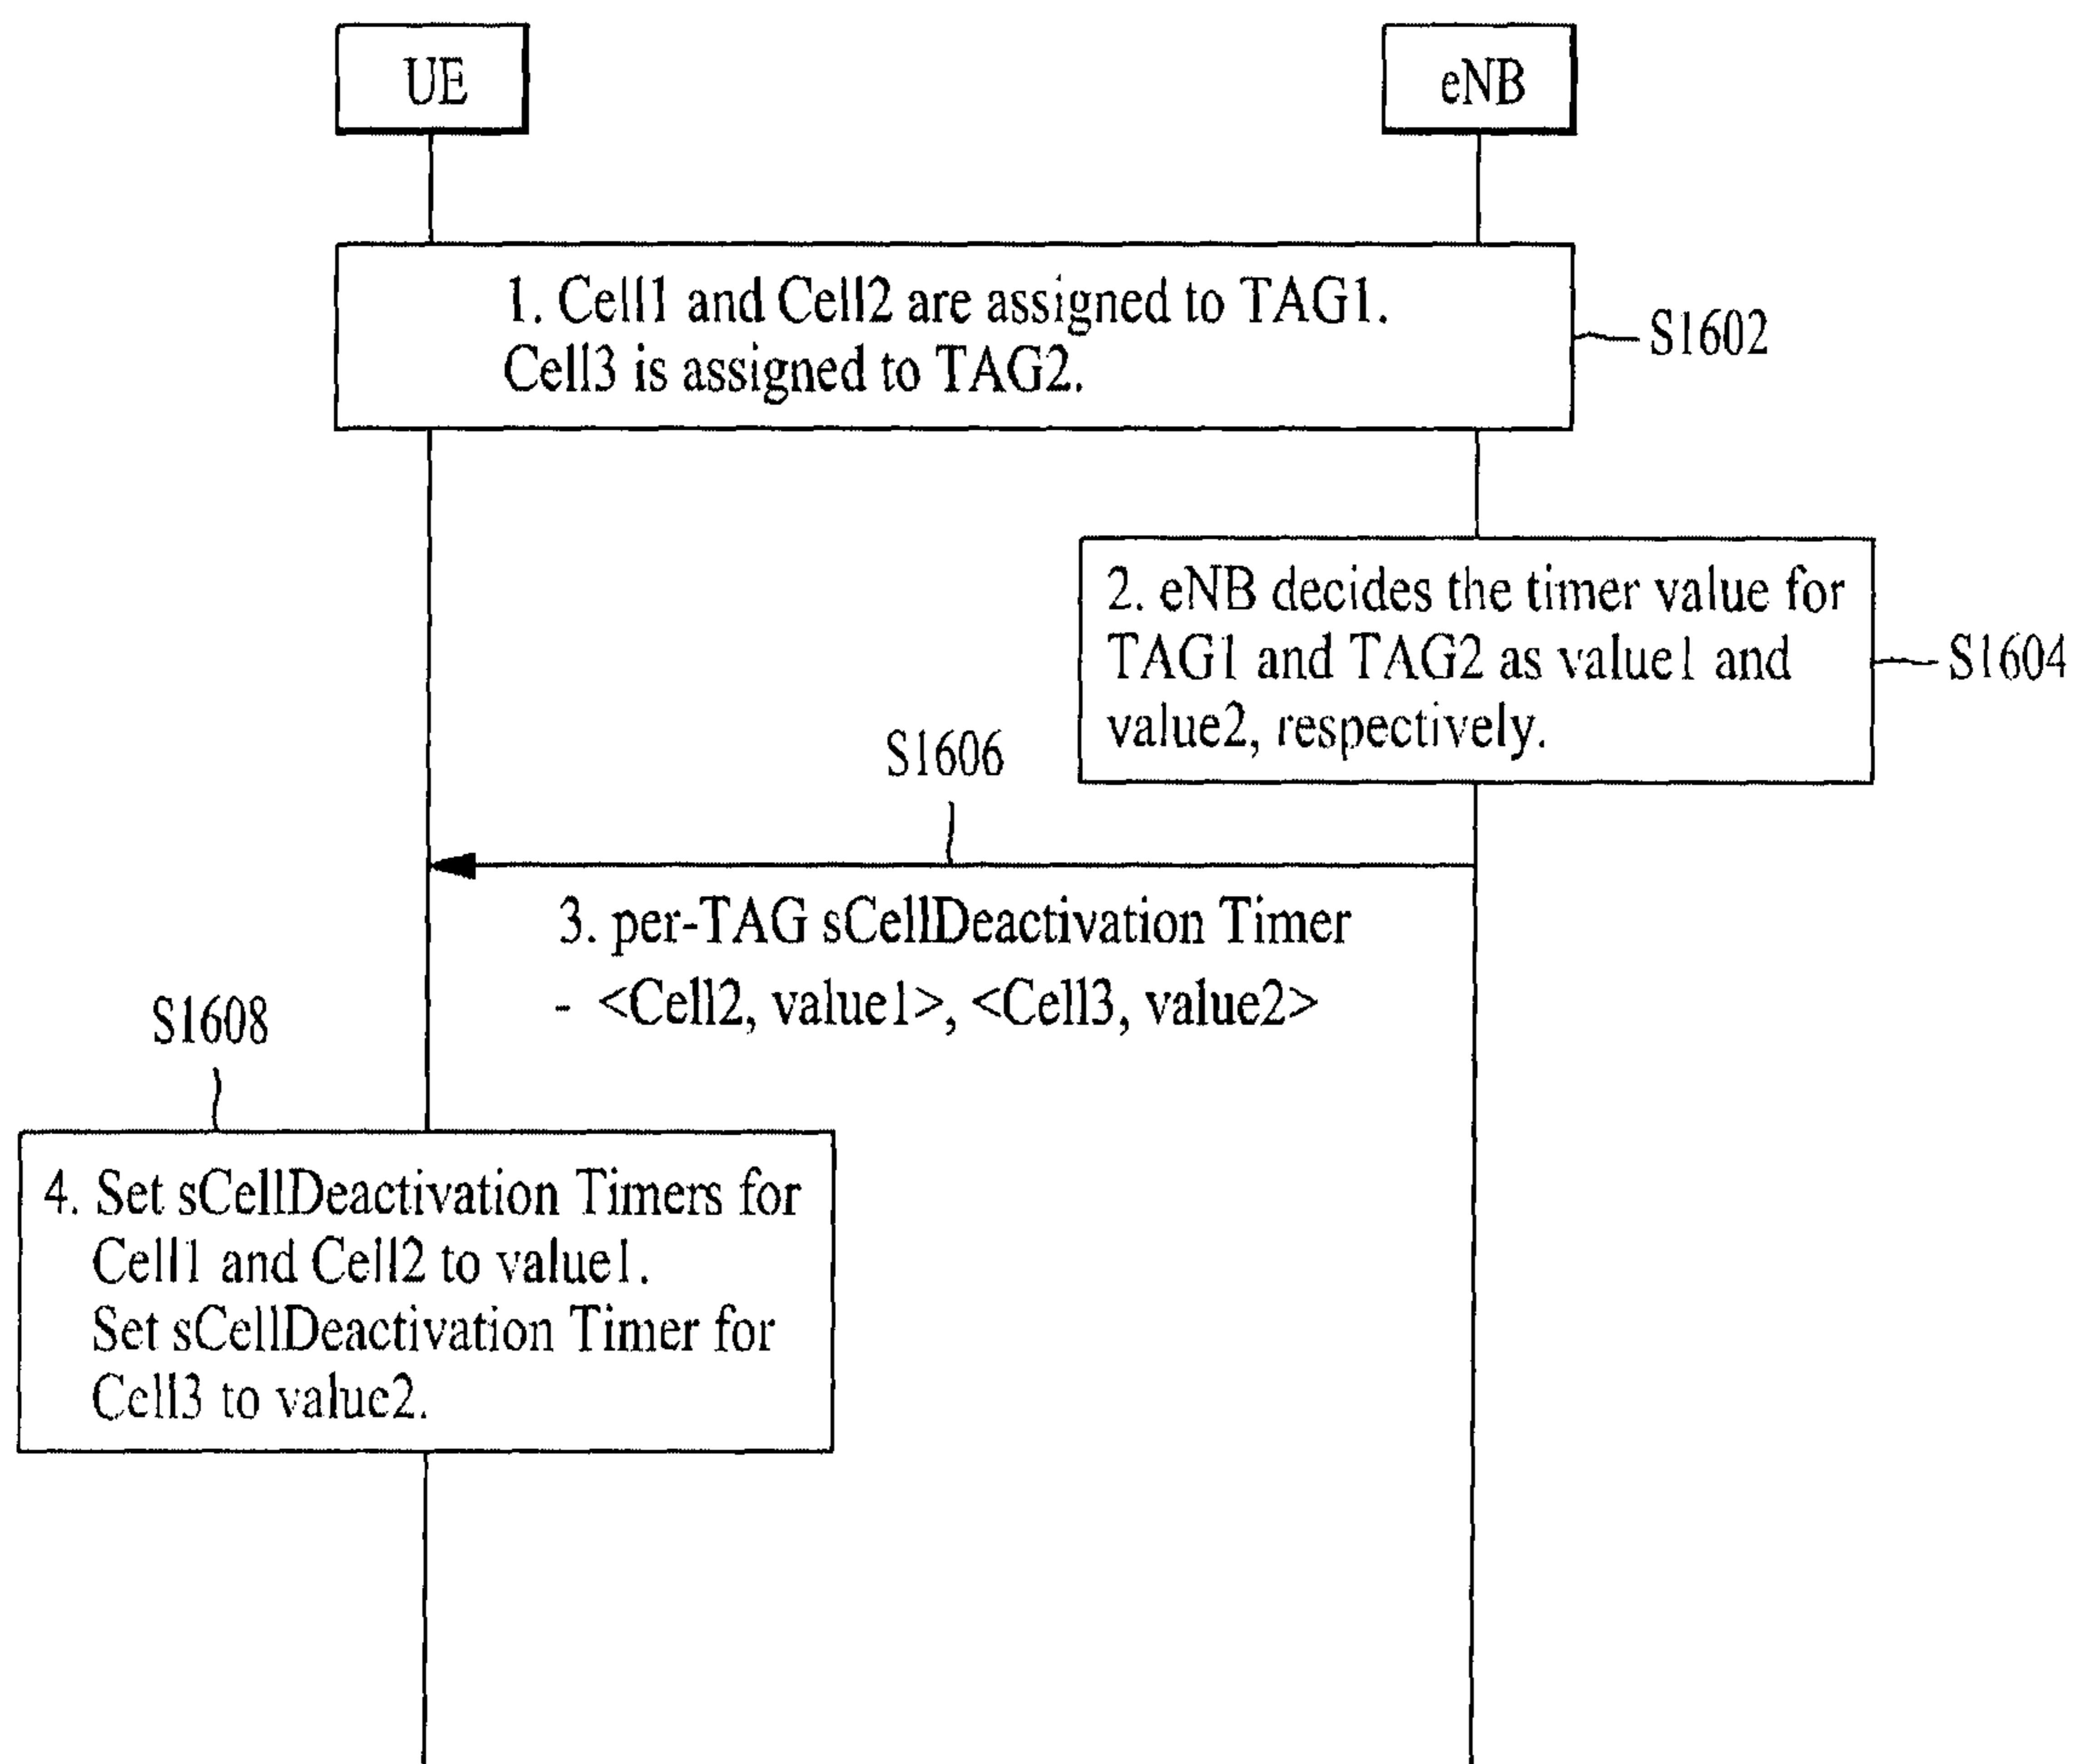 UE
eNB
1. Cell1 and Cell2 are assigned to TAG1.
Cell3 is assigned to TAG2.
S1602
2. eNB decides the timer value for
TAG1 and TAG2 as value1 and
value2, respectively.
S1604
S1606
3. per-TAG sCellDeactivation Timer
- <Cell2, value1>, <Cell3, value2>
S1608
4. Set sCellDeactivation Timers for
Cell1 and Cell2 to value1.
Set sCellDeactivation Timer for
Cell3 to value2.